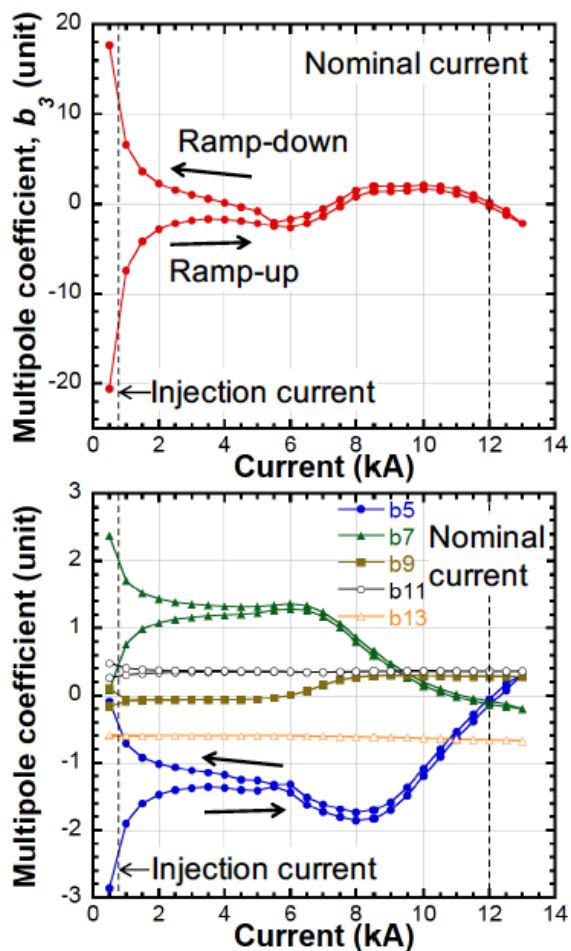 20
10
0
-10
-20
Multipole coefficient, b3 (unit)
Nominal current
Ramp-down
Ramp-up
Injection current
0 2 4 6 8 10 12 14
Current (kA)
3
2
1
0
-1
-2
-3
Multipole coefficient (unit)
b5
b7
b9
b11
b13
Nominal
current
Injection current
0 2 4 6 8 10 12 14
Current (kA)